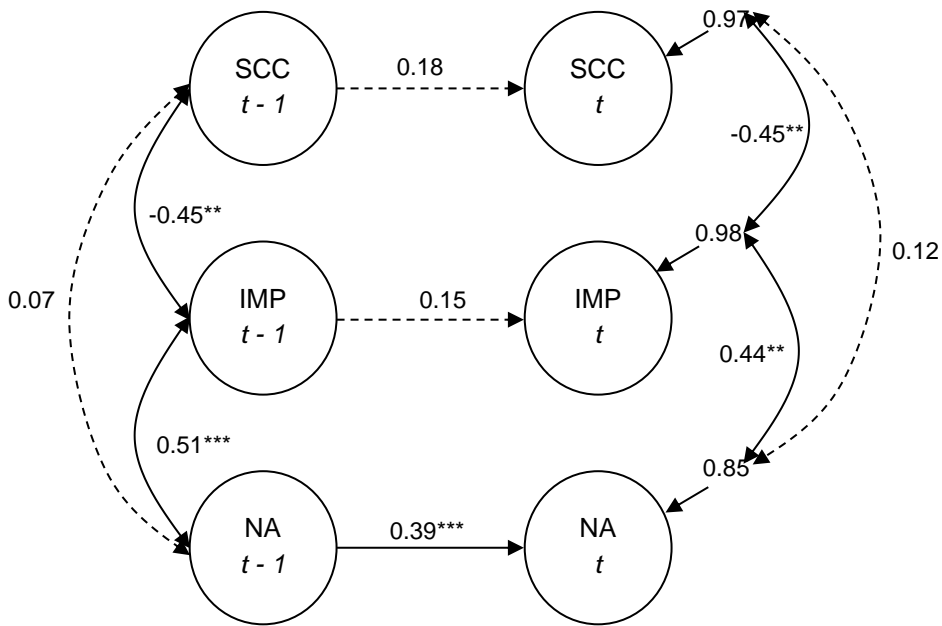 0.97
SCC
t - 1
0.18
SCC
t
-0.45**
-0.45**
0.98
0.12
0.07
IMP
t - 1
0.15
IMP
t
0.44**
0.51***
0.85
NA
t - 1
0.39***
NA
t